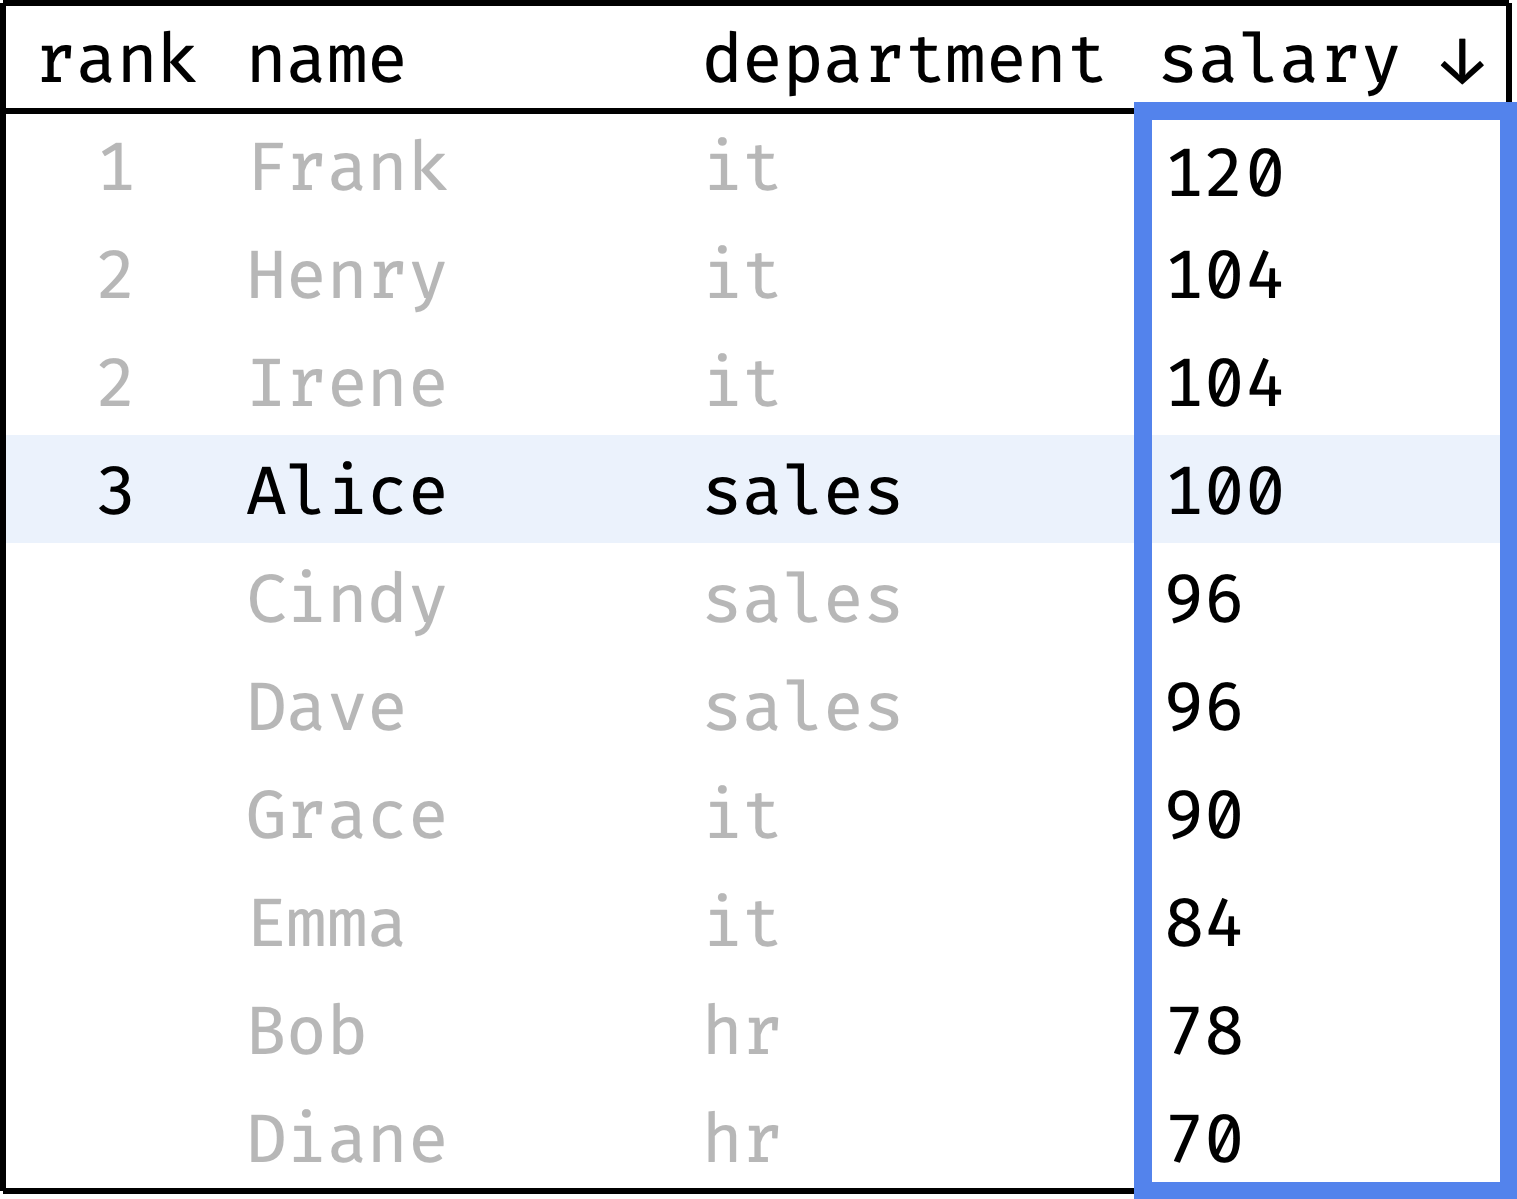 rank name department salary ↓
1 Frank it 120
2 Henry it 104
2 Irene it 104
3 Alice sales 100
Cindy sales 96
Dave sales 96
Grace it 90
Emma it 84
Bob hr 78
Diane hr 70